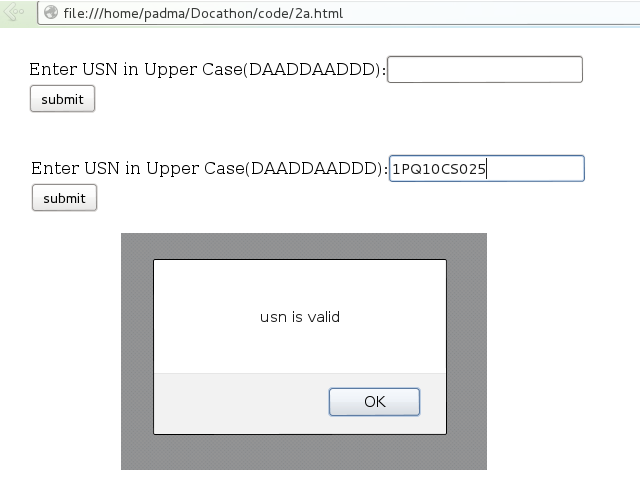 file:///home/padma/Docathon/code/2a.html
Enter USN in Upper Case(DAADDAADDD):
submit
Enter USN in Upper Case(DAADDAADDD):1PQ10CS025
submit
usn is valid
OK